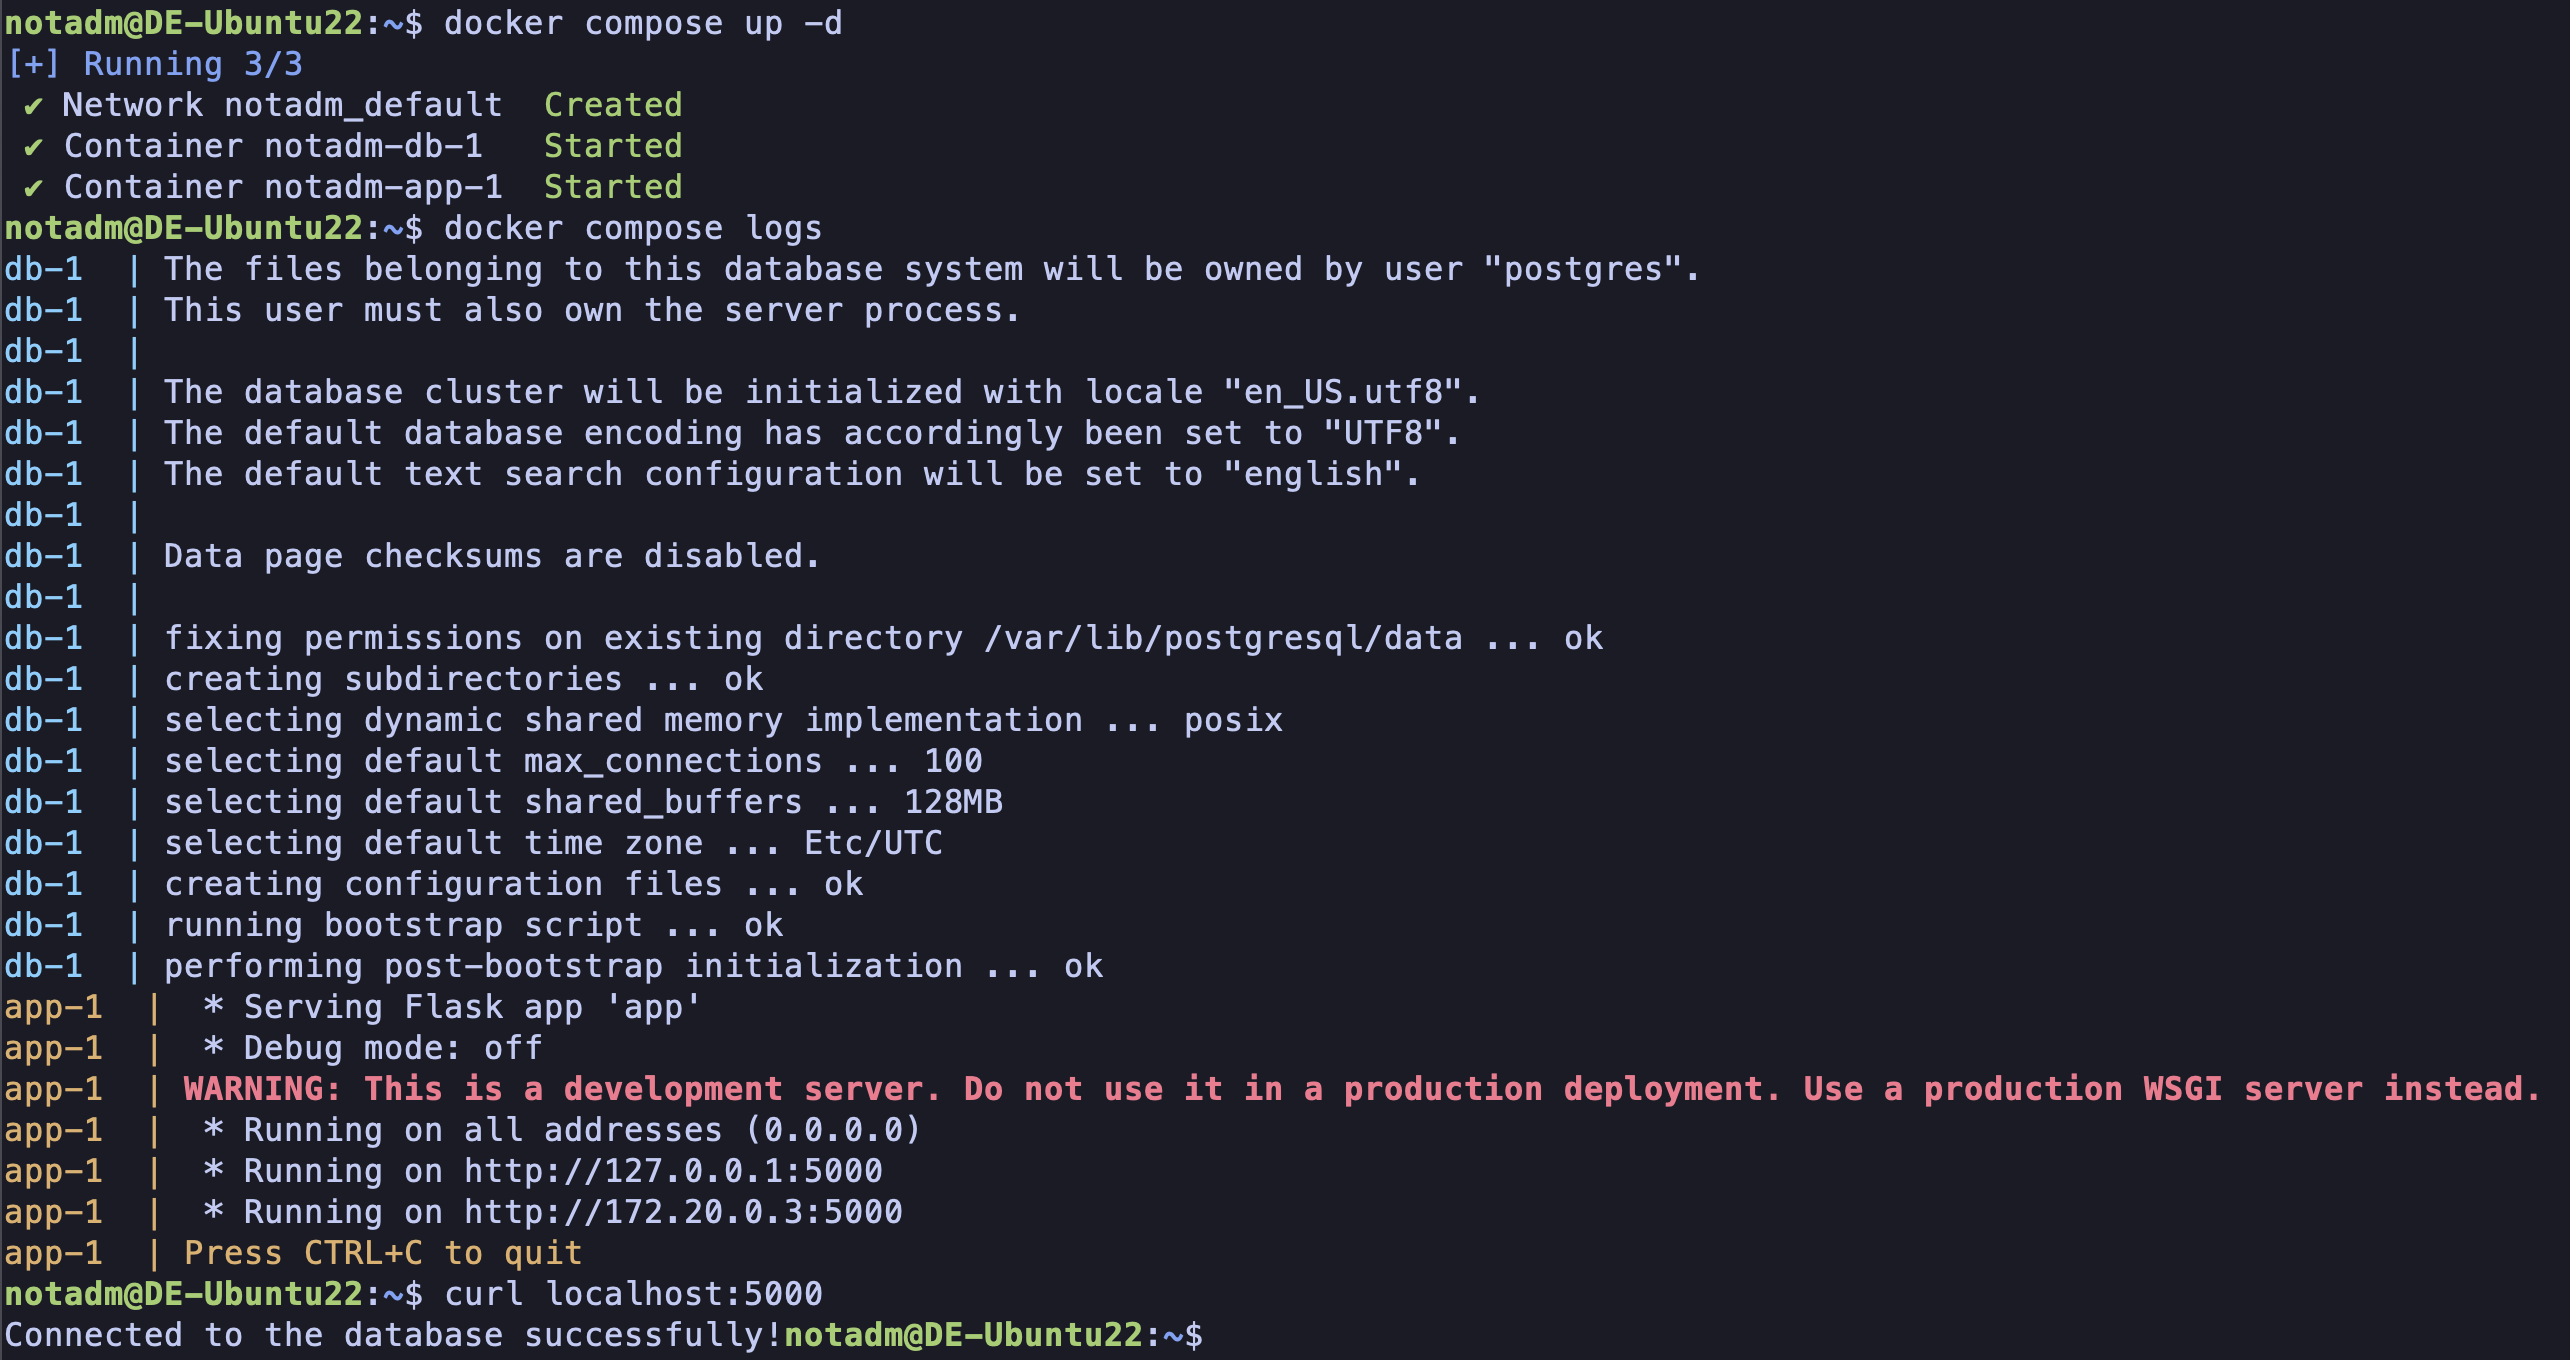 notadm@DE-Ubuntu22:~$ docker compose up -d
[+] Running 3/3
 ✔ Network notadm_default  Created
 ✔ Container notadm-db-1   Started
 ✔ Container notadm-app-1  Started
notadm@DE-Ubuntu22:~$ docker compose logs
db-1  | The files belonging to this database system will be owned by user "postgres".
db-1  | This user must also own the server process.
db-1  |
db-1  | The database cluster will be initialized with locale "en_US.utf8".
db-1  | The default database encoding has accordingly been set to "UTF8".
db-1  | The default text search configuration will be set to "english".
db-1  |
db-1  | Data page checksums are disabled.
db-1  |
db-1  | fixing permissions on existing directory /var/lib/postgresql/data ... ok
db-1  | creating subdirectories ... ok
db-1  | selecting dynamic shared memory implementation ... posix
db-1  | selecting default max_connections ... 100
db-1  | selecting default shared_buffers ... 128MB
db-1  | selecting default time zone ... Etc/UTC
db-1  | creating configuration files ... ok
db-1  | running bootstrap script ... ok
db-1  | performing post-bootstrap initialization ... ok
app-1  |  * Serving Flask app 'app'
app-1  |  * Debug mode: off
app-1  | WARNING: This is a development server. Do not use it in a production deployment. Use a production WSGI server instead.
app-1  |  * Running on all addresses (0.0.0.0)
app-1  |  * Running on http://127.0.0.1:5000
app-1  |  * Running on http://172.20.0.3:5000
app-1  | Press CTRL+C to quit
notadm@DE-Ubuntu22:~$ curl localhost:5000
Connected to the database successfully!notadm@DE-Ubuntu22:~$